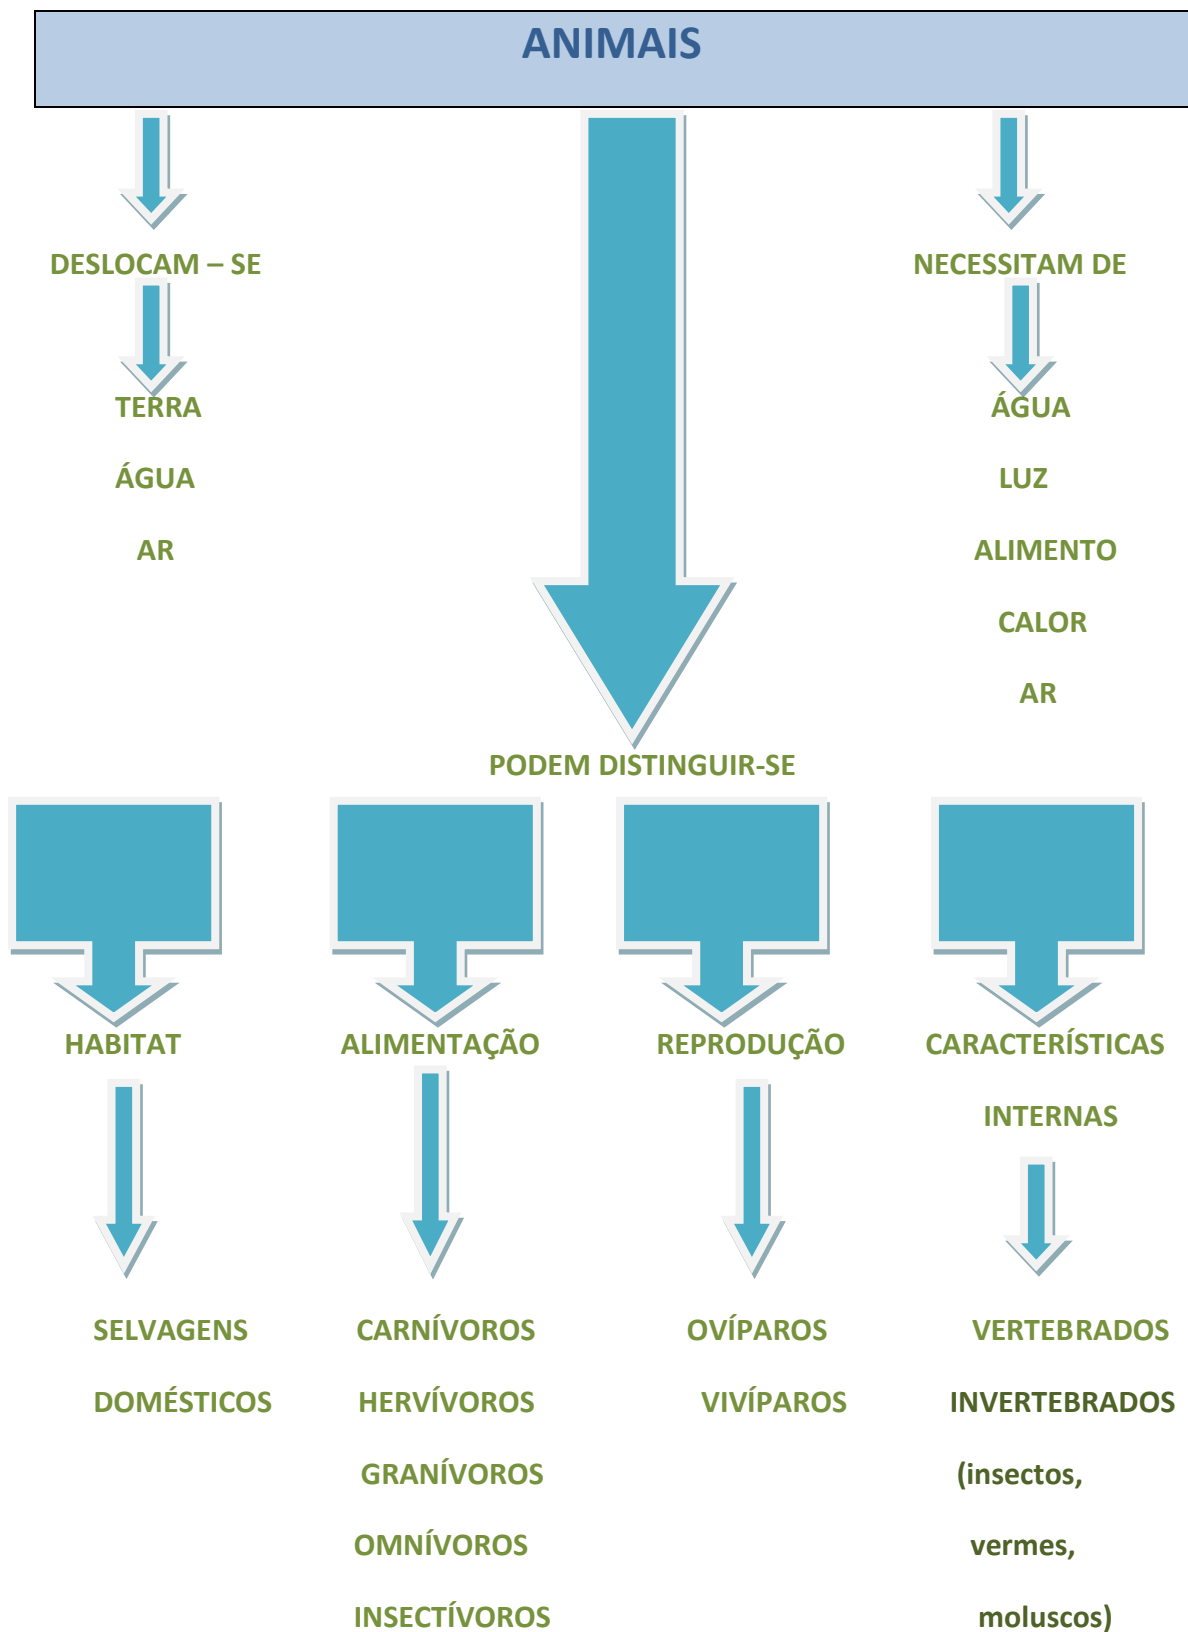 ANIMAIS
DESLOCAM – SE
NECESSITAM DE
TERRA
ÁGUA
ÁGUA
LUZ
AR
ALIMENTO
CALOR
AR
PODEM DISTINGUIR-SE
HABITAT
ALIMENTAÇÃO
REPRODUÇÃO
CARACTERÍSTICAS
INTERNAS
SELVAGENS
CARNÍVOROS
OVÍPAROS
VERTEBRADOS
DOMÉSTICOS
HERVÍVOROS
VIVÍPAROS
INVERTEBRADOS
GRANÍVOROS
(insectos,
OMNÍVOROS
vermes,
INSECTÍVOROS
moluscos)